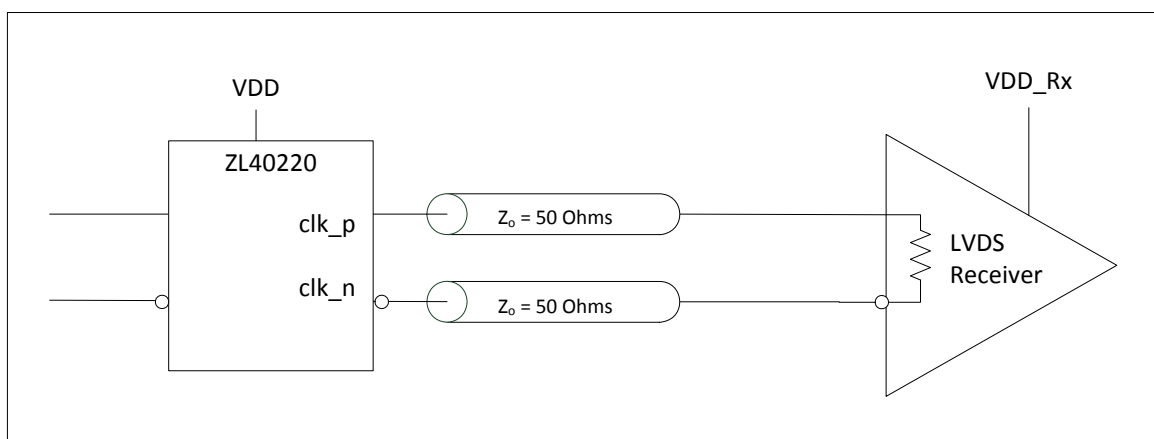 VDD
VDD_Rx
ZL40220
clk_p
Zₒ = 50 Ohms
LVDS
Receiver
clk_n
Zₒ = 50 Ohms